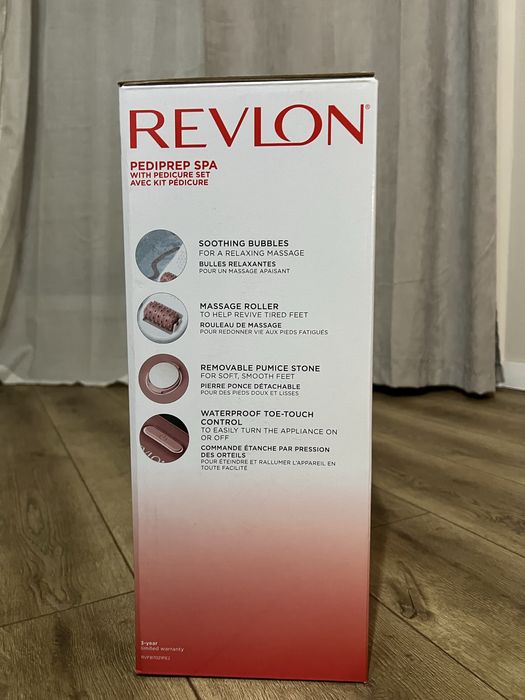 REVLON®
PEDIPREP SPA
WITH PEDICURE SET
AVEC KIT PÉDICURE
SOOTHING BUBBLES
FOR A RELAXING MASSAGE
BULLES RELAXANTES
POUR UN MASSAGE APAISANT
MASSAGE ROLLER
TO HELP REVIVE TIRED FEET
ROULEAU DE MASSAGE
POUR REDONNER VIE AUX PIEDS FATIGUÉS
REMOVABLE PUMICE STONE
FOR SOFT, SMOOTH FEET
PIERRE PONCE DÉTACHABLE
POUR DES PIEDS DOUX ET LISSES
WATERPROOF TOE-TOUCH
CONTROL
TO EASILY TURN THE APPLIANCE ON
OR OFF
COMMANDE ÉTANCHE PAR PRESSION
DES ORTEILS
POUR ÉTEINDRE ET RALLUMER L'APPAREIL EN
TOUTE FACILITÉ
3-year
limited warranty